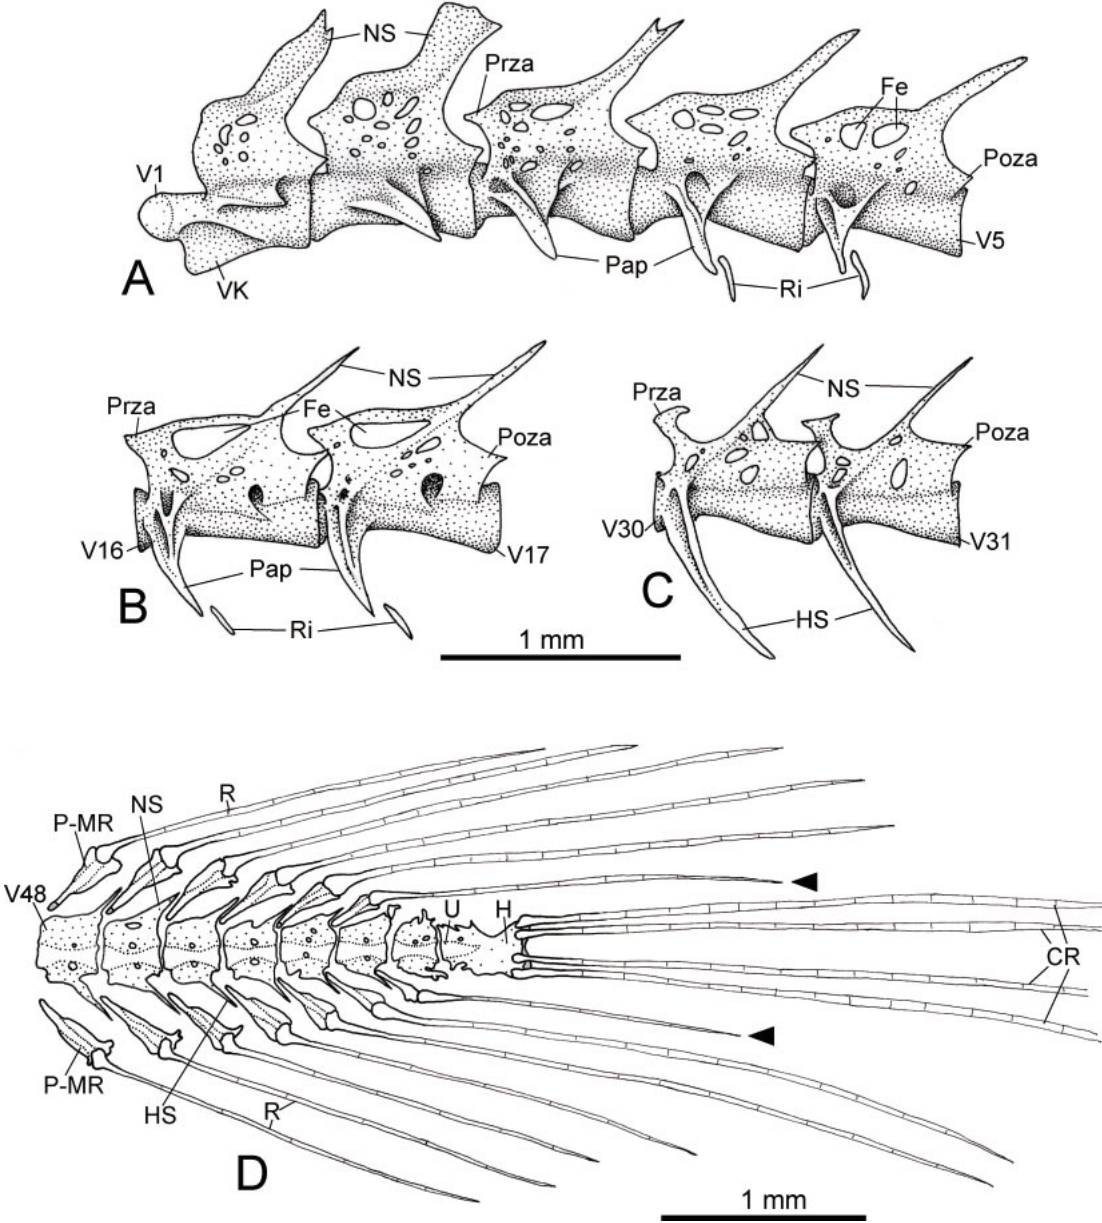 NS
Prza
Fe
V1
Poza
V5
Pap
A
VK
Ri
NS
NS
Prza
Fe
Prza
Poza
Poza
V16
V17
V30
V31
Pap
B
C
Ri
HS
1 mm
R
NS
P-MR
V48
U
H
CR
P-MR
HS
R
D
1 mm